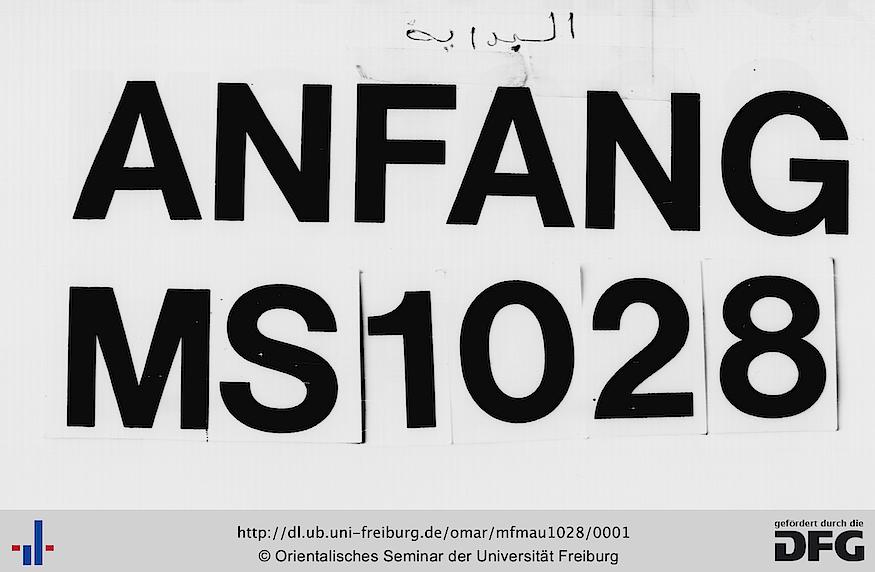 البداية
ANFANG
MS1028
http://dl.ub.uni-freiburg.de/omar/mfmau1028/0001
© Orientalisches Seminar der Universität Freiburg
gefördert durch die
DFG